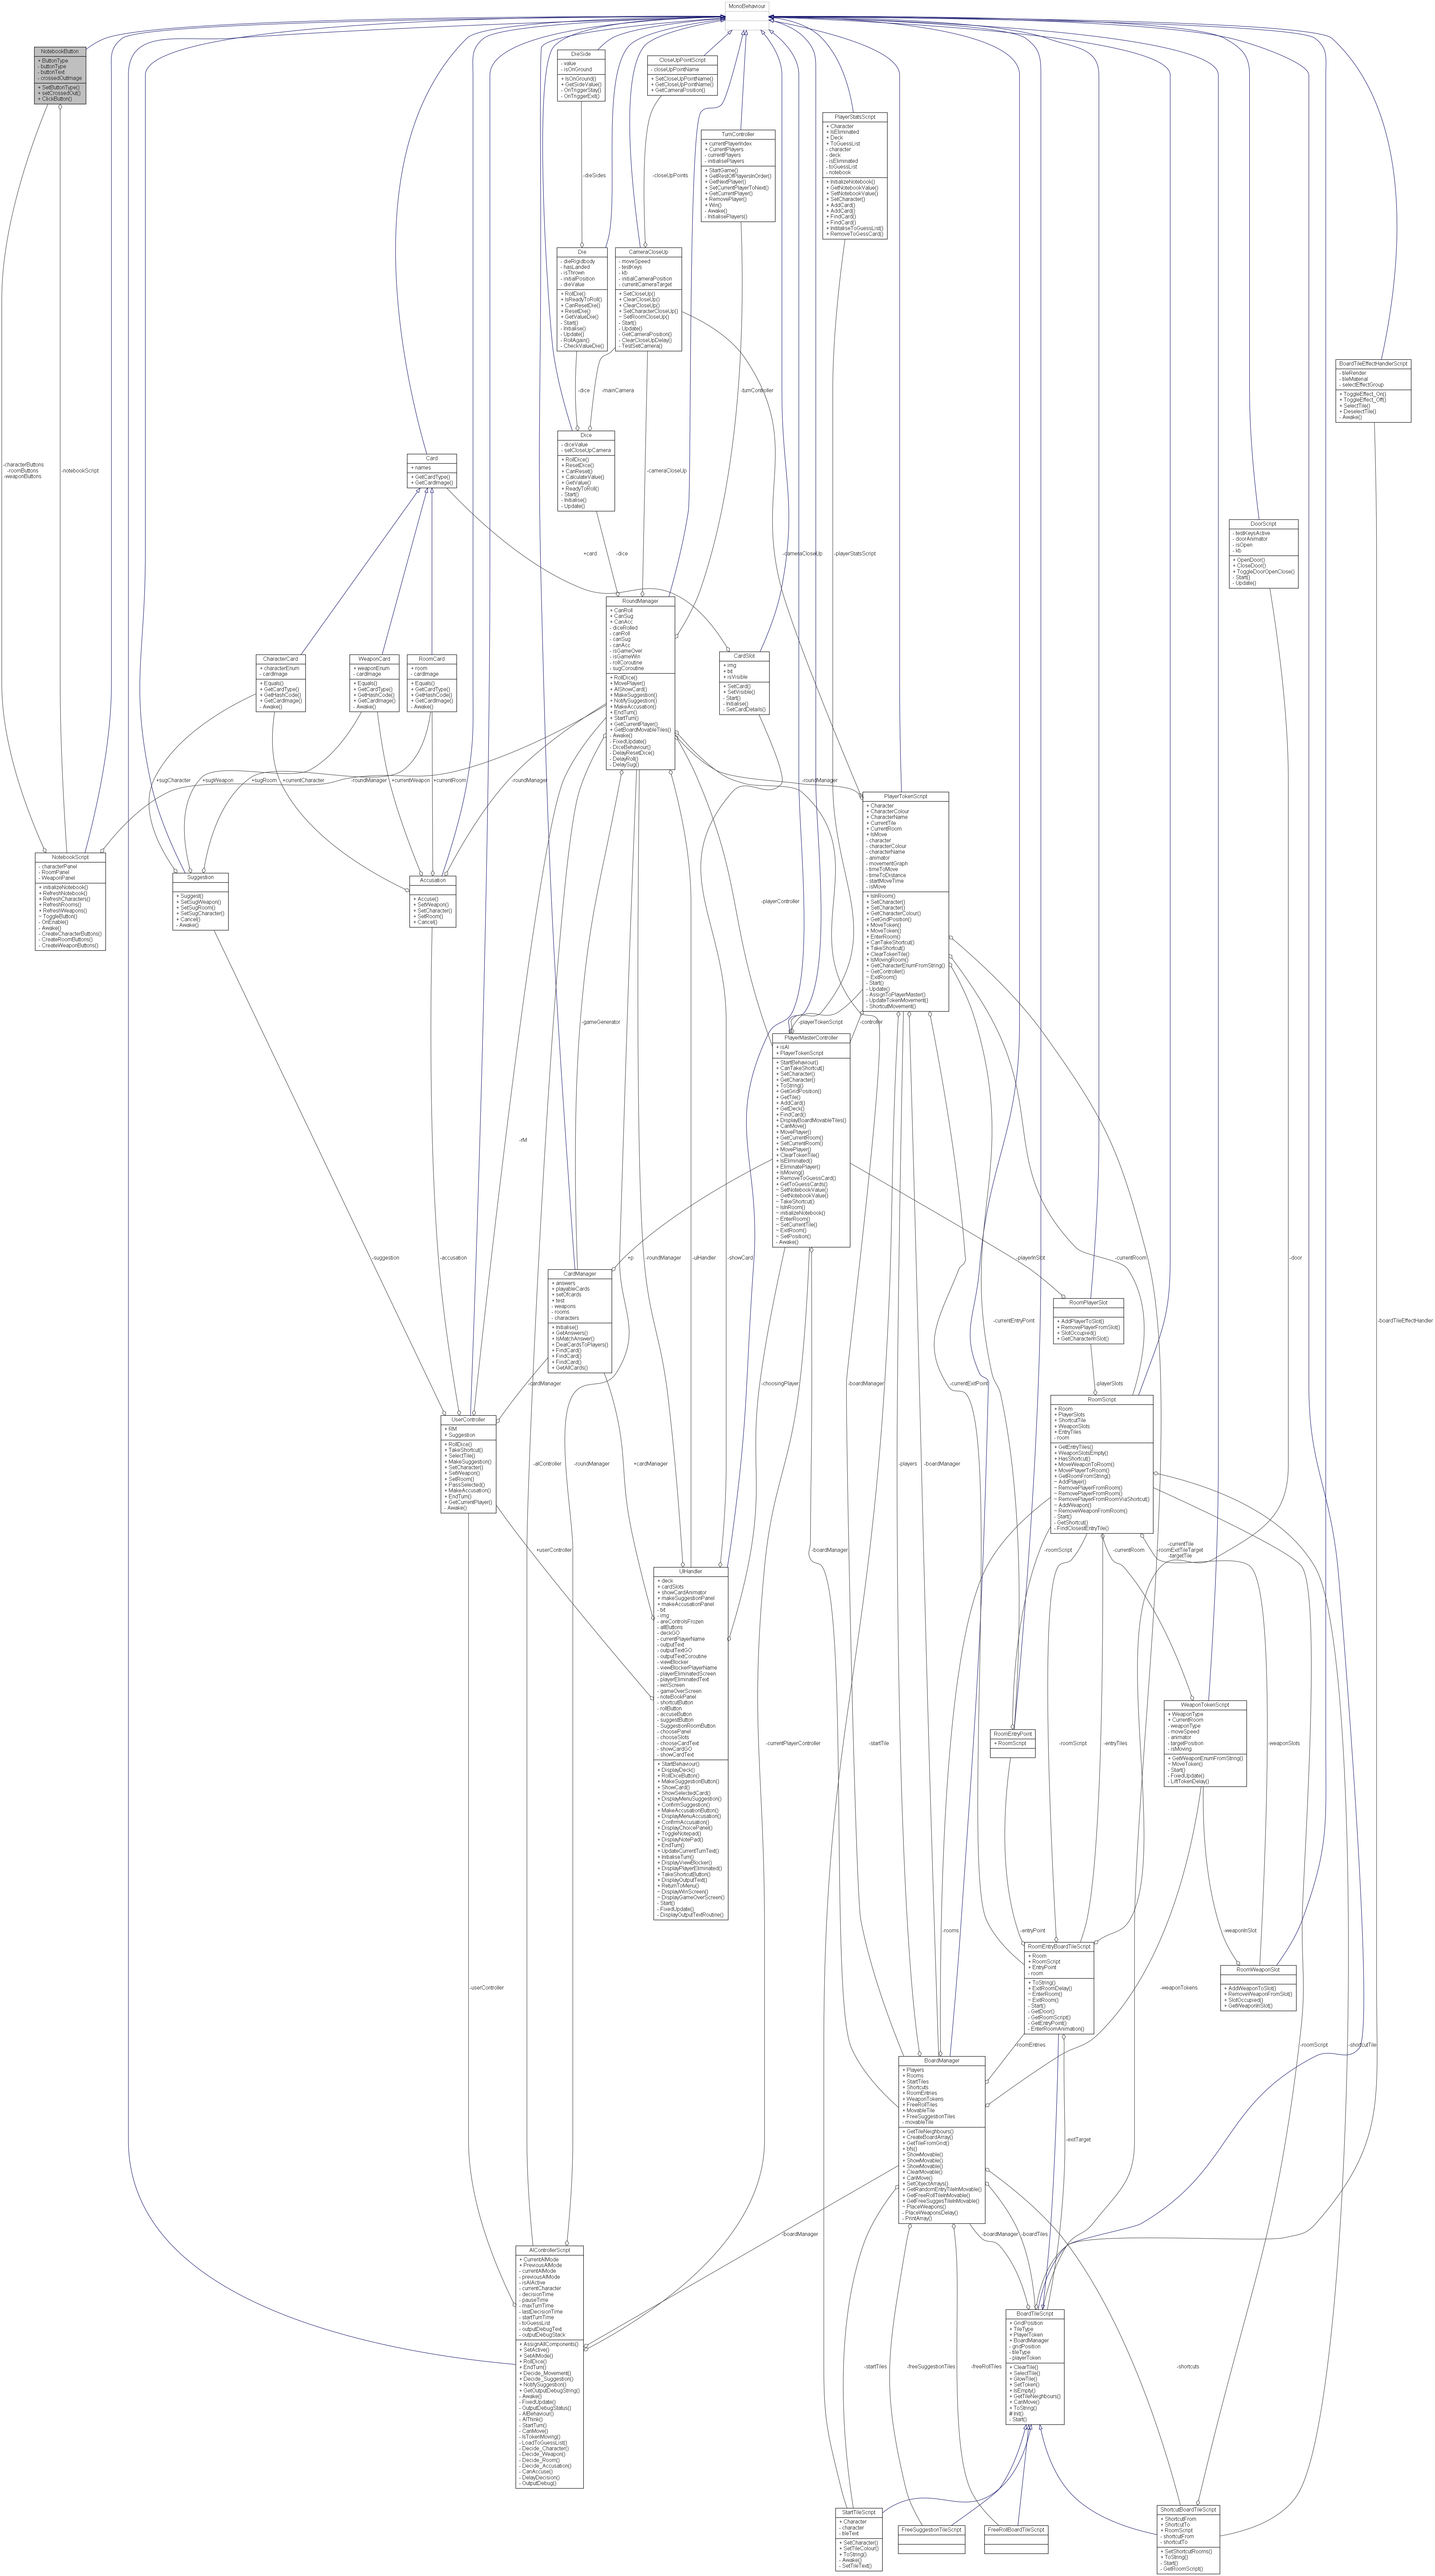 MonoBehaviour
NotebookButton
+ ButtonType
- buttonType
- buttonText
- crossedOutImage
+ SetButtonType()
+ setCrossedOut()
+ ClickButton()
DieSide
- value
- isOnGround
+ IsOnGround()
+ GetSideValue()
- OnTriggerStay()
- OnTriggerExit()
CloseUpPointScript
- closeUpPointName
+ SetCloseUpPointName()
+ GetCloseUpPointName()
+ GetCameraPosition()
TurnController
+ currentPlayerIndex
+ CurrentPlayers
- currentPlayers
- initialisePlayers
+ StartGame()
+ GetRestOfPlayersInOrder()
+ GetNextPlayer()
+ SetCurrentPlayerToNext()
+ GetCurrentPlayer()
+ RemovePlayer()
+ Win()
- Awake()
- InitialisePlayers()
PlayerStatsScript
+ Character
+ IsEliminated
+ Deck
+ ToGuessList
- character
- deck
- isEliminated
- toGuessList
- notebook
+ InitializeNotebook()
+ GetNotebookValue()
+ SetNotebookValue()
+ SetCharacter()
+ AddCard()
+ AddCard()
+ FindCard()
+ FindCard()
+ InititaliseToGuessList()
+ RemoveToGessCard()
-dieSides
-closeUpPoints
Die
- dieRigidbody
- hasLanded
- isThrown
- initialPosition
- dieValue
+ RollDie()
+ IsReadyToRoll()
+ CanResetDie()
+ ResetDie()
+ GetValueDie()
- Start()
- Initialise()
- Update()
- RollAgain()
- CheckValueDie()
CameraCloseUp
- moveSpeed
- testKeys
- kb
- initialCameraPosition
- currentCameraTarget
+ SetCloseUp()
+ ClearCloseUp()
+ ClearCloseUp()
+ SetCharacterCloseUp()
~ SetRoomCloseUp()
- Start()
- Update()
- GetCameraPosition()
- ClearCloseUpDelay()
- TestSetCamera()
-dice
-mainCamera
-turnController
BoardTileEffectHandlerScript
- tileRender
- tileMaterial
- selectEffectGroup
+ ToggleEffect_On()
+ ToggleEffect_Off()
+ SelectTile()
+ DeselectTile()
- Awake()
Dice
- diceValue
- setCloseUpCamera
+ RollDice()
+ ResetDice()
+ CanReset()
+ CalculateValue()
+ GetValue()
+ ReadyToRoll()
- Start()
- Initialise()
- Update()
Card
+ names
+ GetCardType()
+ GetCardImage()
-characterButtons
-roomButtons
-weaponButtons
-notebookScript
-cameraCloseUp
DoorScript
- testKeysActive
- doorAnimator
- isOpen
- kb
+ OpenDoor()
+ CloseDoor()
+ ToggleDoorOpenClose()
- Start()
- Update()
+card
-dice
-cameraCloseUp
-playerStatsScript
RoundManager
+ CanRoll
+ CanSug
+ CanAcc
- diceRolled
- canRoll
- canSug
- canAcc
- isGameOver
- isGameWin
- rollCoroutine
- sugCoroutine
+ RollDice()
+ MovePlayer()
+ AIShowCard()
+ MakeSuggestion()
+ NotifySuggestion()
+ MakeAccusation()
+ EndTurn()
+ StartTurn()
+ GetCurrentPlayer()
+ GetBoardMovableTiles()
- Awake()
- FixedUpdate()
- DiceBehaviour()
- DelayResetDice()
- DelayRoll()
- DelaySug()
CharacterCard
+ characterEnum
- cardImage
+ Equals()
+ GetCardType()
+ GetHashCode()
+ GetCardImage()
- Awake()
WeaponCard
+ weaponEnum
- cardImage
+ Equals()
+ GetCardType()
+ GetHashCode()
+ GetCardImage()
- Awake()
RoomCard
+ room
- cardImage
+ Equals()
+ GetCardType()
+ GetHashCode()
+ GetCardImage()
- Awake()
CardSlot
+ img
+ txt
+ isVisible
+ SetCard()
+ SetVisible()
- Start()
- Initialise()
- SetCardDetails()
+sugCharacter
+sugWeapon
+sugRoom
+currentCharacter
-roundManager
+currentWeapon
+currentRoom
-roundManager
-roundManager
PlayerTokenScript
+ Character
+ CharacterColour
+ CharacterName
+ CurrentTile
+ CurrentRoom
+ IsMove
- character
- characterColour
- characterName
- animator
- movementGraph
- timeToMove
- timeToDistance
- startMoveTime
- isMove
+ IsInRoom()
+ SetCharacter()
+ SetCharacter()
+ GetCharacterColour()
+ GetGridPosition()
+ MoveToken()
+ MoveToken()
+ EnterRoom()
+ CanTakeShortcut()
+ TakeShortcut()
+ ClearTokenTile()
+ IsMovingRoom()
+ GetCharacterEnumFromString()
~ GetController()
~ ExitRoom()
- Start()
- Update()
- AssignToPlayerMaster()
- UpdateTokenMovement()
- ShortcutMovement()
NotebookScript
- characterPanel
- RoomPanel
- WeaponPanel
+ initializeNotebook()
+ RefreshNotebook()
+ RefreshCharacters()
+ RefreshRooms()
+ RefreshWeapons()
~ ToggleButton()
- OnEnable()
- Awake()
- CreateCharacterButtons()
- CreateRoomButtons()
- CreateWeaponButtons()
Suggestion
+ Suggest()
+ SetSugWeapon()
+ SetSugRoom()
+ SetSugCharacter()
+ Cancel()
- Awake()
Accusation
+ Accuse()
+ SetWeapon()
+ SetCharacter()
+ SetRoom()
+ Cancel()
-playerController
-gameGenerator
-playerTokenScript
-controller
PlayerMasterController
+ isAI
+ PlayerTokenScript
+ StartBehaviour()
+ CanTakeShortcut()
+ SetCharacter()
+ GetCharacter()
+ ToString()
+ GetGridPosition()
+ GetTile()
+ AddCard()
+ GetDeck()
+ FindCard()
+ DisplayBoardMovableTiles()
+ CanMove()
+ MovePlayer()
+ GetCurrentRoom()
+ SetCurrentRoom()
+ MovePlayer()
+ ClearTokenTile()
+ IsEliminated()
+ EliminatePlayer()
+ IsMoving()
+ RemoveToGuessCard()
+ GetToGuessCards()
~ SetNotebookValue()
~ GetNotebookValue()
~ TakeShortcut()
~ IsInRoom()
~ initializeNotebook()
~ EnterRoom()
~ SetCurrentTile()
~ ExitRoom()
~ SetPosition()
- Awake()
-rM
-suggestion
-accusation
+p
-roundManager
-uiHandler
-showCard
-playerInSlot
-currentRoom
-door
CardManager
+ answers
+ playableCards
+ setOfcards
+ test
- weapons
- rooms
- characters
+ Initialise()
+ GetAnswers()
+ IsMatchAnswer()
+ DealCardsToPlayers()
+ FindCard()
+ FindCard()
+ FindCard()
+ GetAllCards()
RoomPlayerSlot
+ AddPlayerToSlot()
+ RemovePlayerFromSlot()
+ SlotOccupied()
+ GetCharacterInSlot()
-currentEntryPoint
-boardTileEffectHandler
-cardManager
-choosingPlayer
-boardManager
-currentExitPoint
-playerSlots
UserController
+ RM
+ Suggestion
+ RollDice()
+ TakeShortcut()
+ SelectTile()
+ MakeSuggestion()
+ SetCharacter()
+ SetWeapon()
+ SetRoom()
+ PassSelected()
+ MakeAccusation()
+ EndTurn()
+ GetCurrentPlayer()
- Awake()
RoomScript
+ Room
+ PlayerSlots
+ ShortcutTile
+ WeaponSlots
+ EntryTiles
- room
+ GetEntryTiles()
+ WeaponSlotsEmpty()
+ HasShortcut()
+ MoveWeaponToRoom()
+ MovePlayerToRoom()
+ GetRoomFromString()
~ AddPlayer()
~ RemovePlayerFromRoom()
~ RemovePlayerFromRoom()
~ RemovePlayerFromRoomViaShortcut()
~ AddWeapon()
~ RemoveWeaponFromRoom()
- Start()
- GetShortcut()
- FindClosestEntryTile()
-aiController
-roundManager
+cardManager
-players
-boardManager
+userController
-boardManager
-roomScript
-currentRoom
-currentTile
-roomExitTileTarget
-targetTile
UIHandler
+ deck
+ cardSlots
+ showCardAnimator
+ makeSuggestionPanel
+ makeAccusationPanel
- txt
- img
- areControlsFrozen
- allButtons
- deckGO
- currentPlayerName
- outputText
- outputTextGO
- outputTextCoroutine
- viewBlocker
- viewBlockerPlayerName
- playerEliminatedScreen
- playerEliminatedText
- winScreen
- gameOverScreen
- noteBookPanel
- shortcutButton
- rollButton
- accuseButton
- suggestButton
- SuggestionRoomButton
- choosePanel
- chooseSlots
- chooseCardText
- showCardGO
- showCardText
+ StartBehaviour()
+ DisplayDeck()
+ RollDiceButton()
+ MakeSuggestionButton()
+ ShowCard()
+ ShowSelectedCard()
+ DisplayMenuSuggestion()
+ ConfirmSuggestion()
+ MakeAccusationButton()
+ DisplayMenuAccusation()
+ ConfirmAccusation()
+ DisplayChoicePanel()
+ ToggleNotepad()
+ DisplayNotePad()
+ EndTurn()
+ UpdateCurrentTurnText()
+ InitialiseTurn()
+ DisplayViewBlocker()
+ DisplayPlayerEliminated()
+ TakeShortcutButton()
+ DisplayOutputText()
+ ReturnToMenu()
~ DisplayWinScreen()
~ DisplayGameOverScreen()
- Start()
- FixedUpdate()
- DisplayOutputTextRoutine()
WeaponTokenScript
+ WeaponType
+ CurrentRoom
- weaponType
- moveSpeed
- animator
- targetPosition
- isMoving
+ GetWeaponEnumFromString()
~ MoveToken()
- Start()
- FixedUpdate()
- LiftTokenDelay()
RoomEntryPoint
+ RoomScript
-currentPlayerController
-startTile
-roomScript
-entryTiles
-weaponSlots
-rooms
-entryPoint
-weaponInSlot
RoomEntryBoardTileScript
+ Room
+ RoomScript
+ EntryPoint
- room
+ ToString()
+ ExitRoomDelay()
~ EnterRoom()
~ ExitRoom()
- Start()
- GetDoor()
- GetRoomScript()
- GetEntryPoint()
- EnterRoomAnimation()
RoomWeaponSlot
+ AddWeaponToSlot()
+ RemoveWeaponFromSlot()
+ SlotOccupied()
+ GetWeaponInSlot()
-userController
-weaponTokens
-roomEntries
-roomScript
-shortcutTile
BoardManager
+ Players
+ Rooms
+ StartTiles
+ Shortcuts
+ RoomEntries
+ WeaponTokens
+ FreeRollTiles
+ MovableTile
+ FreeSuggestionTiles
- movableTile
+ GetTileNeighbours()
+ CreateBoardArray()
+ GetTileFromGrid()
+ bfs()
+ ShowMovable()
+ ShowMovable()
+ ShowMovable()
+ ClearMovable()
+ CanMove()
+ SetObjectArrays()
+ GetRandomEntryTileInMovable()
+ GetFreeRollTileInMovable()
+ GetFreeSuggesTileInMovable()
~ PlaceWeapons()
- PlaceWeaponsDelay()
- PrintArray()
-exitTarget
-boardManager
-boardManager
-boardTiles
AIControllerScript
+ CurrentAIMode
+ PreviousAIMode
- currentAIMode
- previousAIMode
- isAIActive
- currentCharacter
- decisionTime
- pauseTime
- maxTurnTime
- lastDecisionTime
- startTurnTime
- toGuessList
- outputDebugText
- outputDebugStack
+ AssignAllComponents()
+ SetActive()
+ SetAIMode()
+ RollDice()
+ EndTurn()
+ Decide_Movement()
+ Decide_Suggestion()
+ NotifySuggestion()
+ GetOutputDebugString()
- Awake()
- FixedUpdate()
- OutputDebugStatus()
- AIBehaviour()
- AIThink()
- StartTurn()
- CanMove()
- IsTokenMoving()
- LoadToGuessList()
- Decide_Character()
- Decide_Weapon()
- Decide_Room()
- Decide_Accusation()
- CanAccuse()
- DelayDecision()
- OutputDebug()
BoardTileScript
+ GridPosition
+ TileType
+ PlayerToken
+ BoardManager
- gridPosition
- tileType
- playerToken
+ ClearTile()
+ SelectTile()
+ GlowTile()
+ SetToken()
+ IsEmpty()
+ GetTileNeighbours()
+ CanMove()
+ ToString()
# Init()
- Start()
-startTiles
-freeSuggestionTiles
-freeRollTiles
-shortcuts
StartTileScript
+ Character
- character
- tileText
+ SetCharacter()
+ SetTileColour()
+ ToString()
- Awake()
- SetTileText()
FreeSuggestionTileScript
FreeRollBoardTileScript
ShortcutBoardTileScript
+ ShortcutFrom
+ ShortcutTo
+ RoomScript
- shortcutFrom
- shortcutTo
+ SetShortcutRooms()
+ ToString()
- Start()
- GetRoomScript()